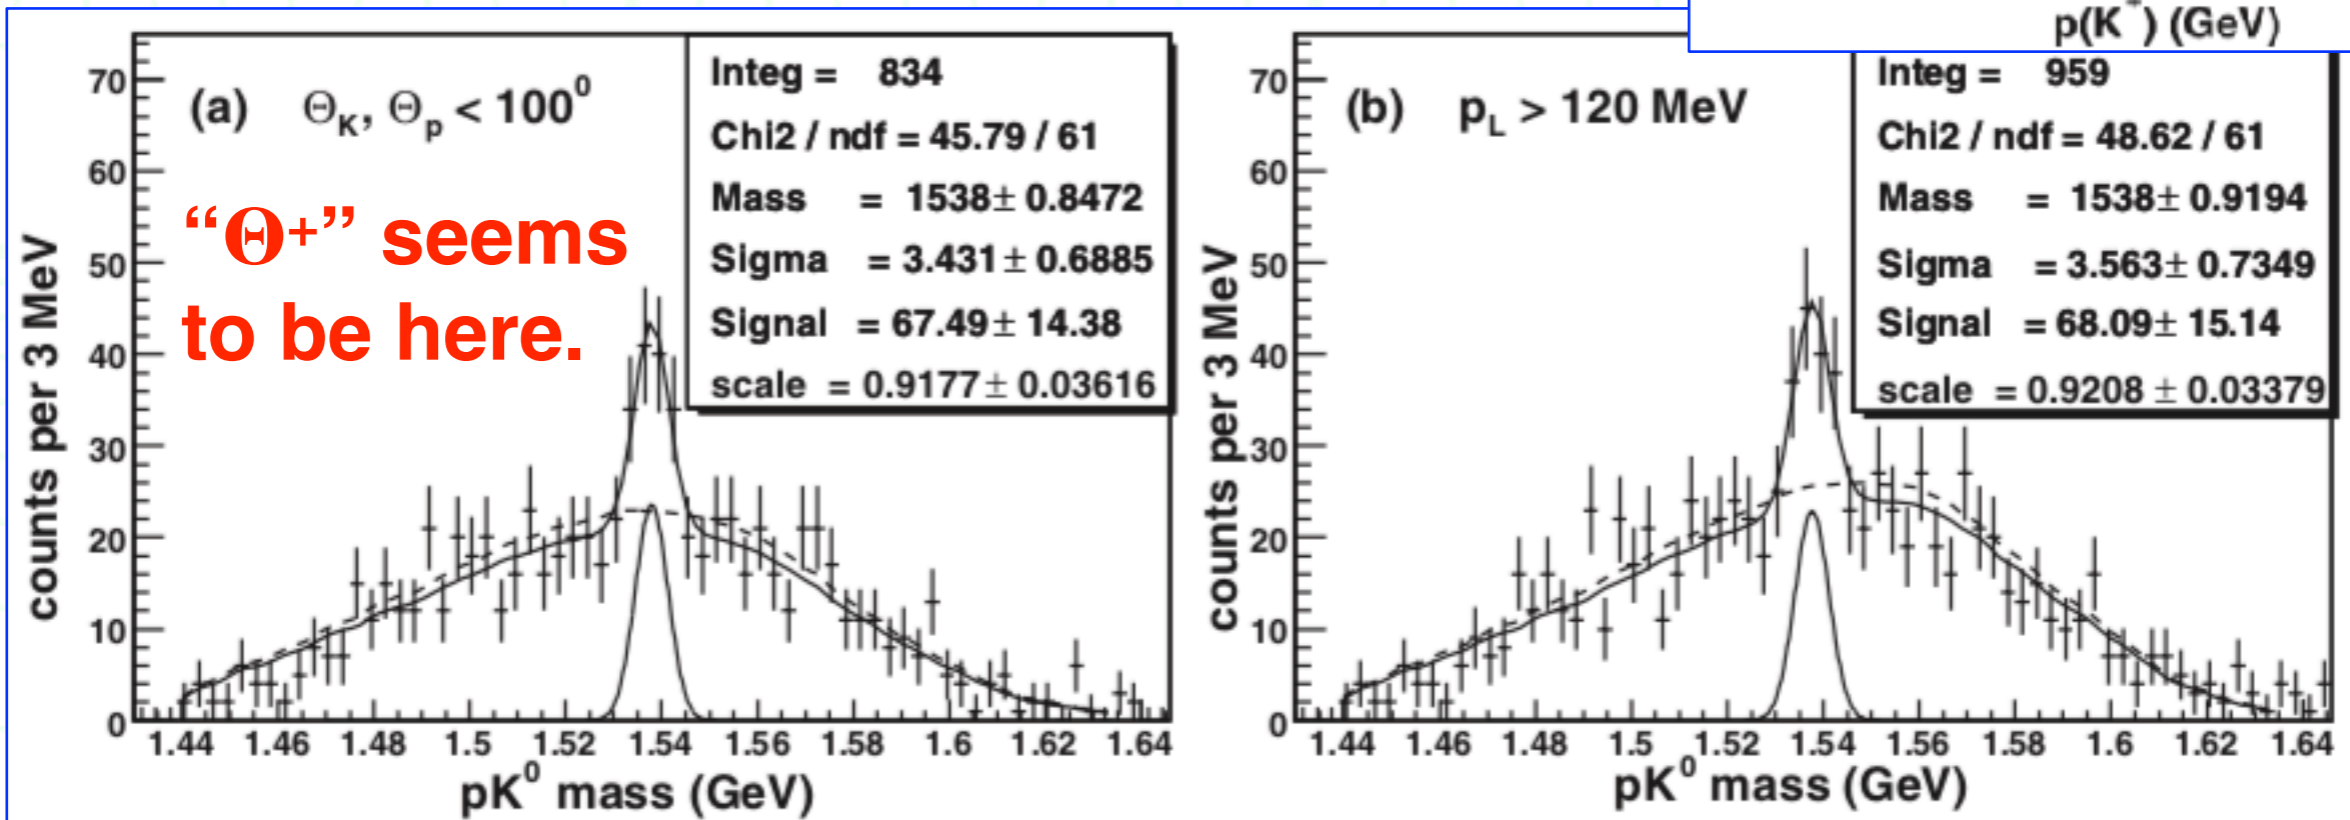 p(K⁺) (GeV)
(a) Θ_K, Θ_p < 100⁰
"Θ⁺" seems
to be here.
Integ = 834
Chi2 / ndf = 45.79 / 61
Mass = 1538± 0.8472
Sigma = 3.431± 0.6885
Signal = 67.49± 14.38
scale = 0.9177± 0.03616
counts per 3 MeV
70
60
50
40
30
20
10
0
1.44 1.46 1.48 1.5 1.52 1.54 1.56 1.58 1.6 1.62 1.64
pK⁰ mass (GeV)
(b) p_L > 120 MeV
Integ = 959
Chi2 / ndf = 48.62 / 61
Mass = 1538± 0.9194
Sigma = 3.563± 0.7349
Signal = 68.09± 15.14
scale = 0.9208 ± 0.03379
counts per 3 MeV
70
60
50
40
30
20
10
0
1.44 1.46 1.48 1.5 1.52 1.54 1.56 1.58 1.6 1.62 1.64
pK⁰ mass (GeV)